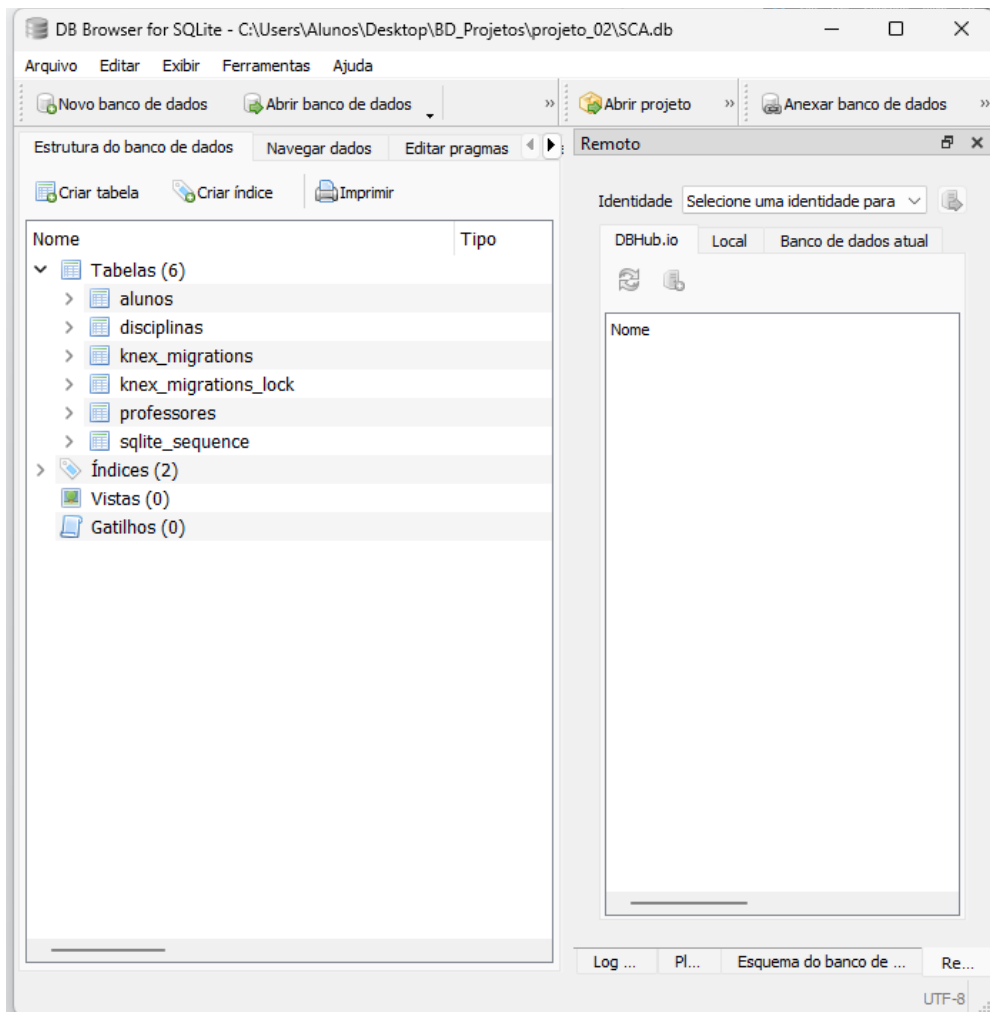 DB Browser for SQLite - C:\Users\Alunos\Desktop\BD_Projetos\projeto_02\SCA.db
Arquivo Editar Exibir Ferramentas Ajuda
Novo banco de dados Abrir banco de dados » Abrir projeto » Anexar banco de dados »
Estrutura do banco de dados Navegar dados Editar pragmas
Remoto
Criar tabela Criar índice Imprimir
Identidade Selecione uma identidade para
DBHub.io Local Banco de dados atual
Nome Tipo
Tabelas (6)
alunos
disciplinas
knex_migrations
knex_migrations_lock
professores
sqlite_sequence
Índices (2)
Vistas (0)
Gatilhos (0)
Nome
Log ... Pl... Esquema do banco de ... Re...
UTF-8